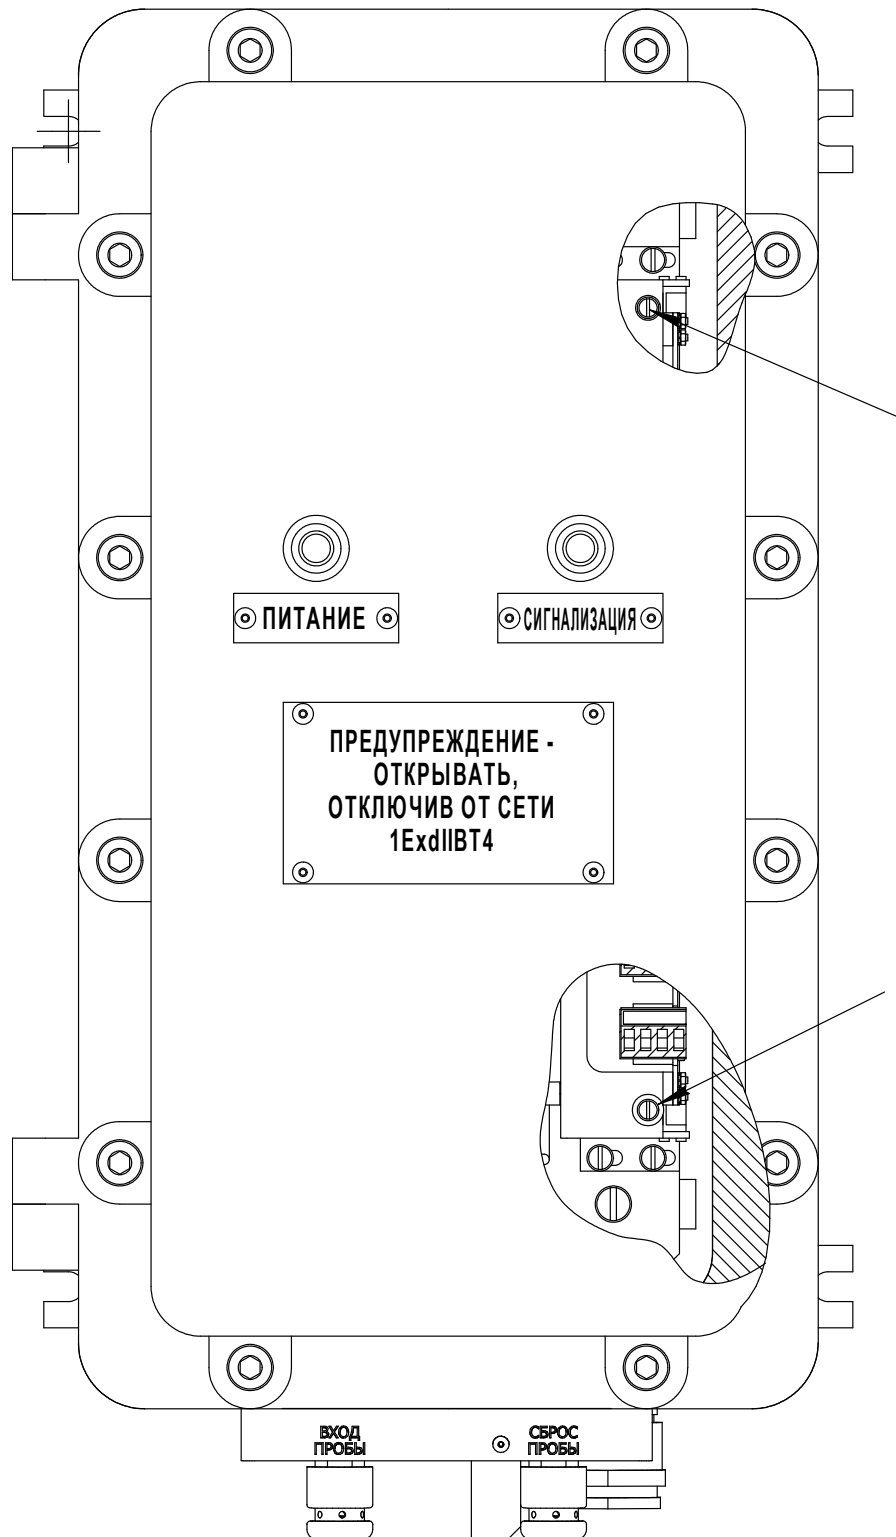 ПИТАНИЕ
СИГНАЛИЗАЦИЯ
ПРЕДУПРЕЖДЕНИЕ -
ОТКРЫВАТЬ,
ОТКЛЮЧИВ ОТ СЕТИ
1ExdIIBT4
ВХОД
ПРОБЫ
СБРОС
ПРОБЫ